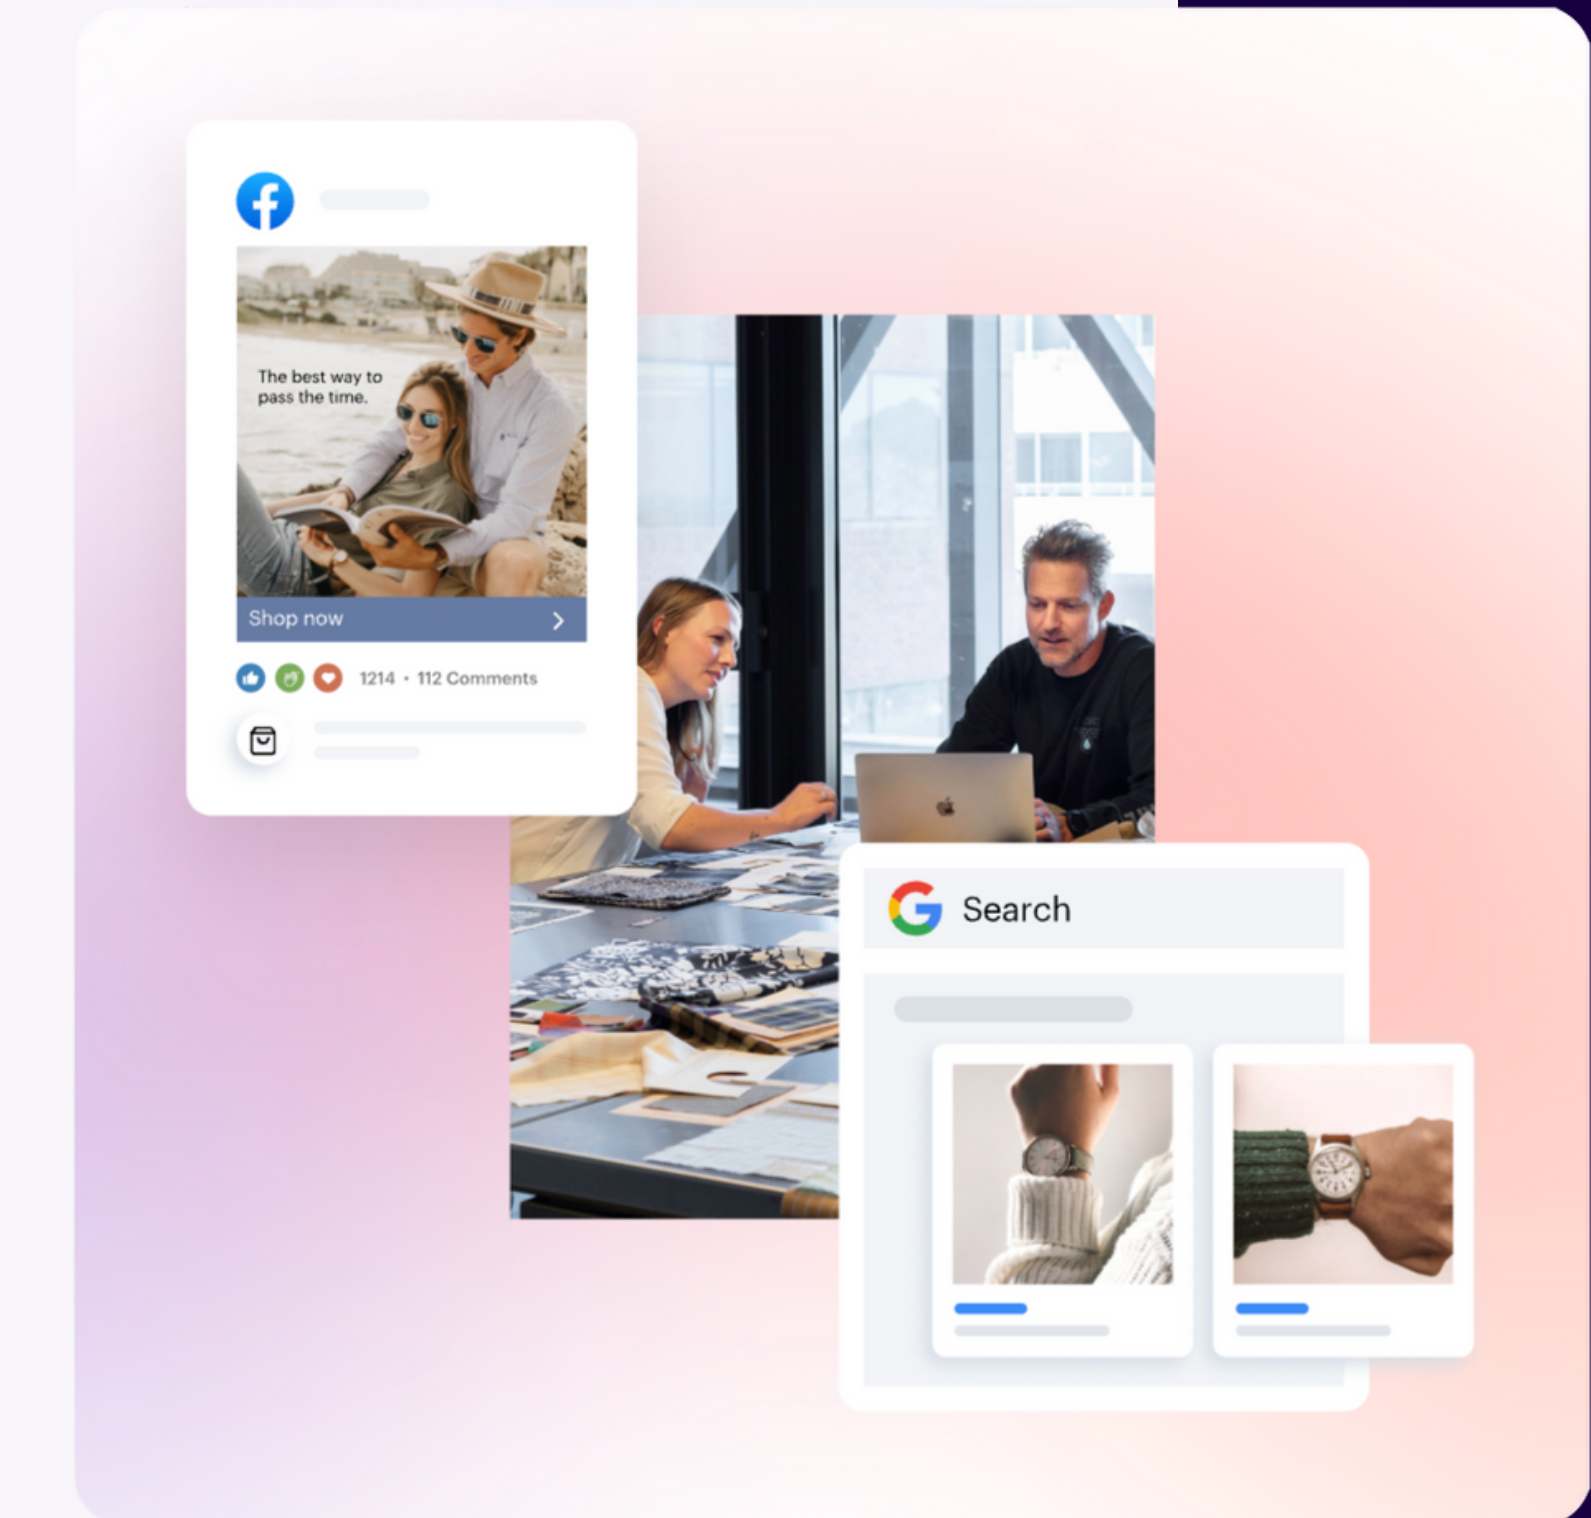 The best way to
pass the time.
Shop now
1214 • 112 Comments
Search